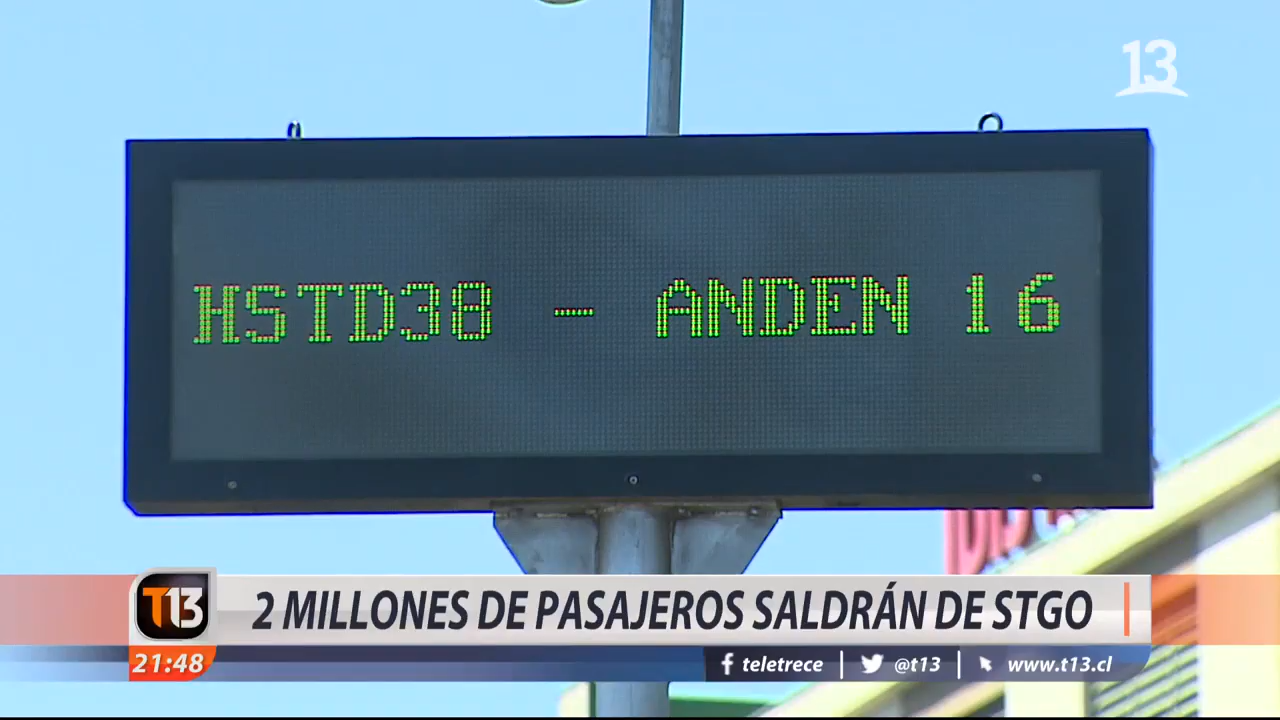 13
HSTD38 - ANDEN 16
T13
2 MILLONES DE PASAJEROS SALDRÁN DE STGO
21:48
teletrece | @t13 | www.t13.cl